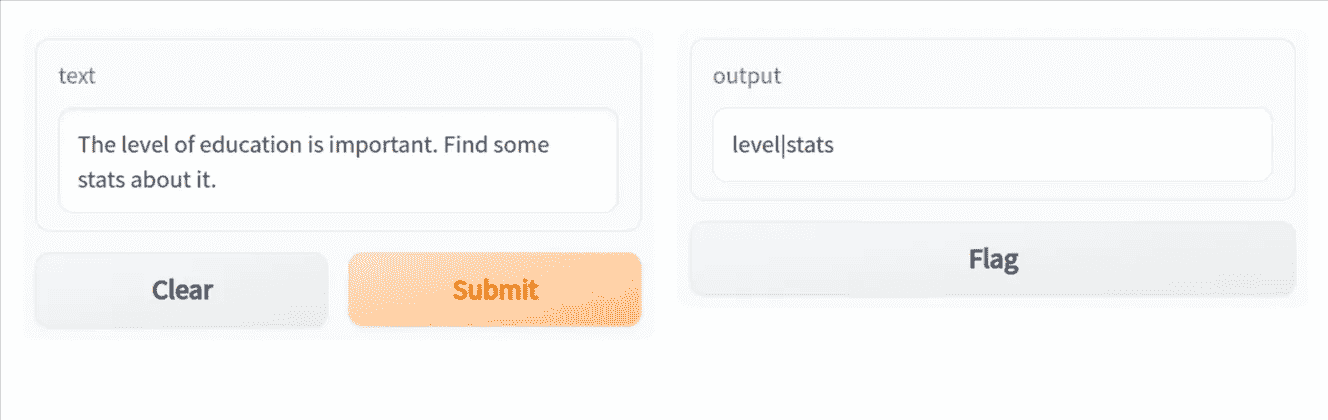 text
The level of education is important. Find some
stats about it.
Clear
Submit
output
level|stats
Flag